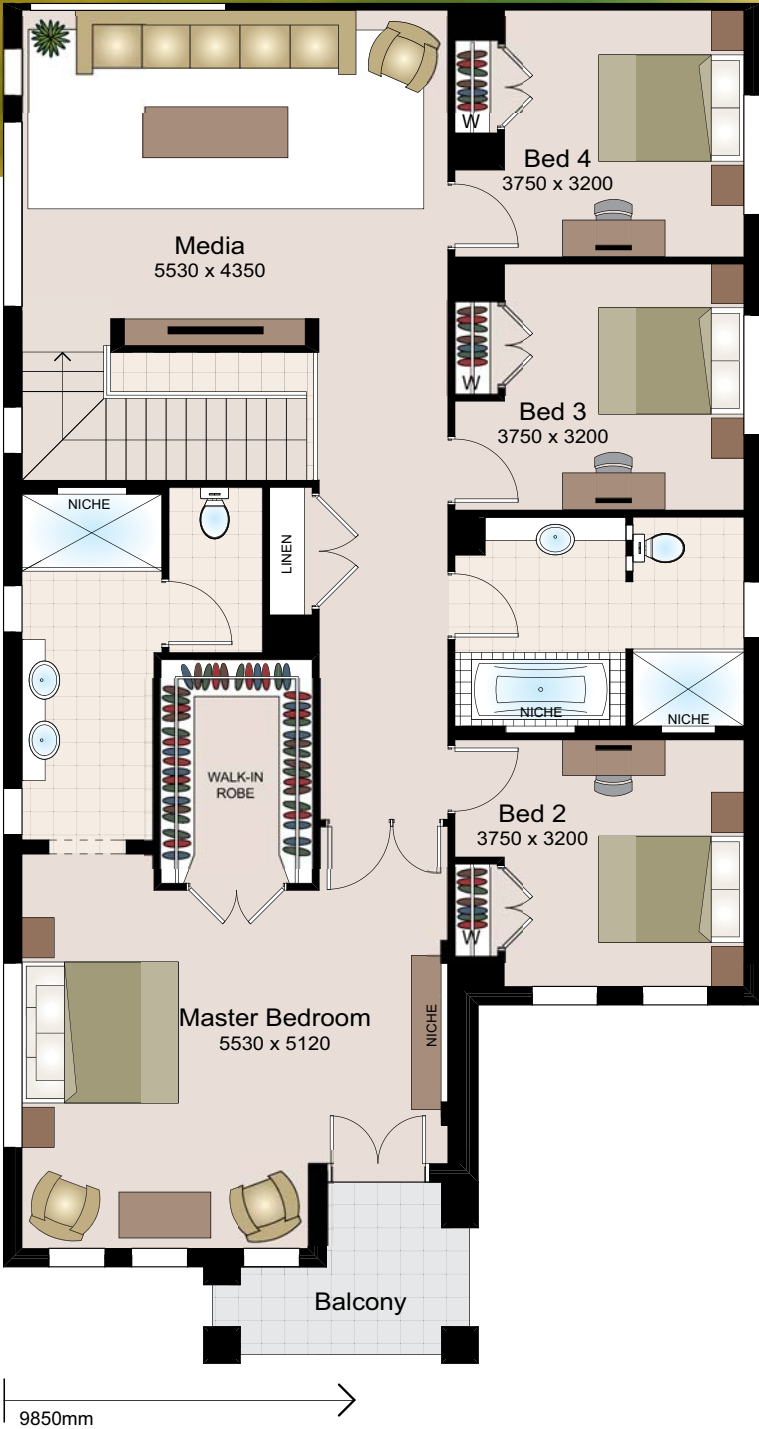 W
Bed 4
3750 x 3200
Media
5530 x 4350
W
Bed 3
3750 x 3200
NICHE
LINEN
NICHE
NICHE
WALK-IN
ROBE
Bed 2
3750 x 3200
W
Master Bedroom
5530 x 5120
NICHE
Balcony
9850mm